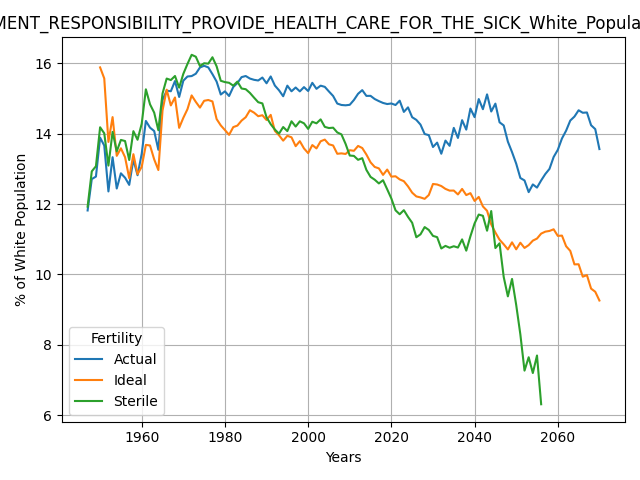 MENT_RESPONSIBILITY_PROVIDE_HEALTH_CARE_FOR_THE_SICK_White_Popula
16
14
12
10
8
6
% of White Population
Fertility
Actual
Ideal
Sterile
1960
1980
2000
2020
2040
2060
Years